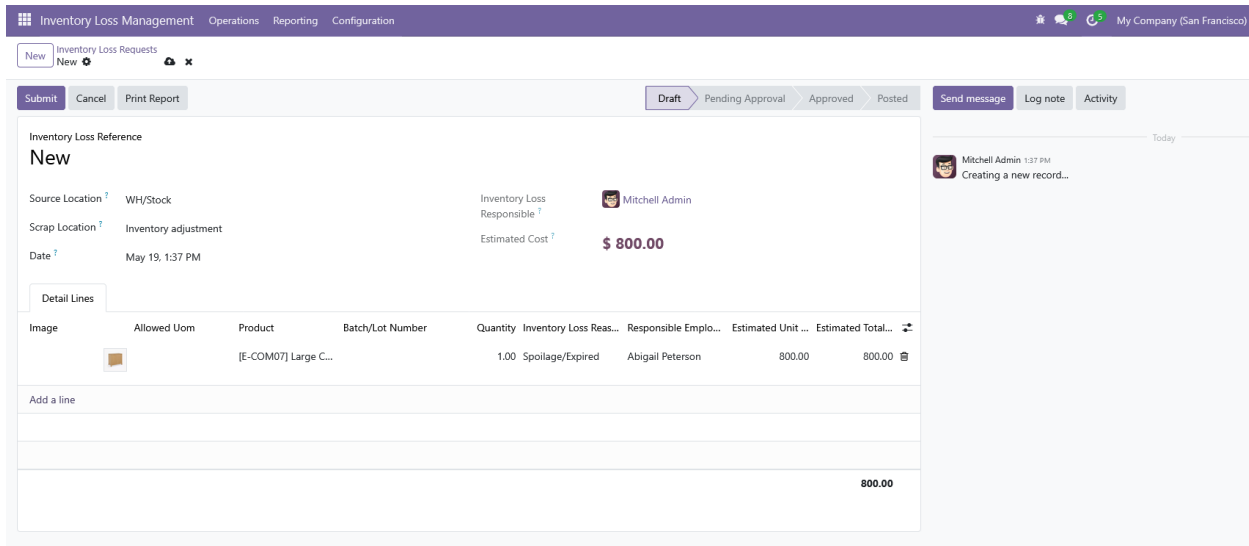 Inventory Loss Management Operations Reporting Configuration 8 5 My Company (San Francisco)
New Inventory Loss Requests
New
Submit Cancel Print Report Draft Pending Approval Approved Posted Send message Log note Activity
Inventory Loss Reference
New
Today
Mitchell Admin 1:37 PM
Creating a new record...
Source Location ? WH/Stock
Inventory Loss Responsible ? Mitchell Admin
Scrap Location ? Inventory adjustment
Estimated Cost ? $ 800.00
Date ? May 19, 1:37 PM
Detail Lines
Image Allowed Uom Product Batch/Lot Number Quantity Inventory Loss Reas... Responsible Emplo... Estimated Unit ... Estimated Total...
[E-COM07] Large C... 1.00 Spoilage/Expired Abigail Peterson 800.00 800.00
Add a line
800.00